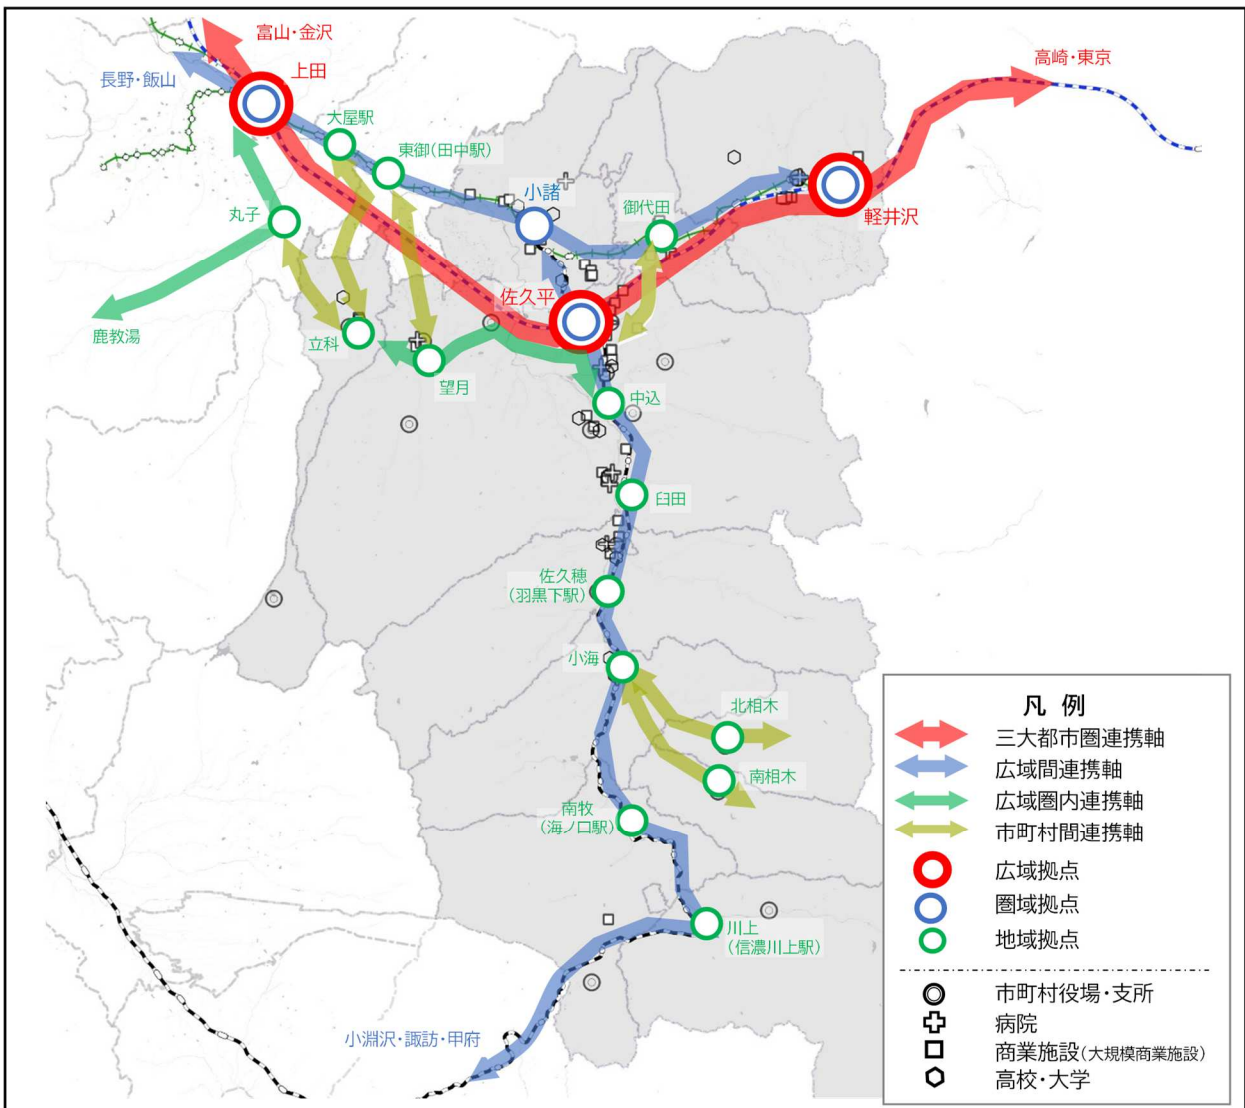 富山・金沢
高崎・東京
上田
長野・飯山
大屋駅
東御(田中駅)
小諸
御代田
丸子
軽井沢
佐久平
鹿教湯
立科
望月
中込
臼田
佐久穂
(羽黒下駅)
小海
北相木
南相木
南牧
(海ノ口駅)
川上
(信濃川上駅)
小淵沢・諏訪・甲府
凡 例
三大都市圏連携軸
広域間連携軸
広域圏内連携軸
市町村間連携軸
広域拠点
圏域拠点
地域拠点
市町村役場・支所
病院
商業施設(大規模商業施設)
高校・大学